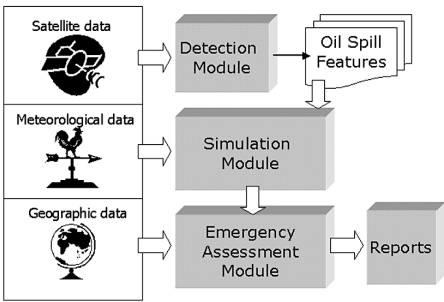 Satellite data
Detection
Module
Oil Spill
Features
Meteorological data
Simulation
Module
Geographic data
Emergency
Assessment
Module
Reports